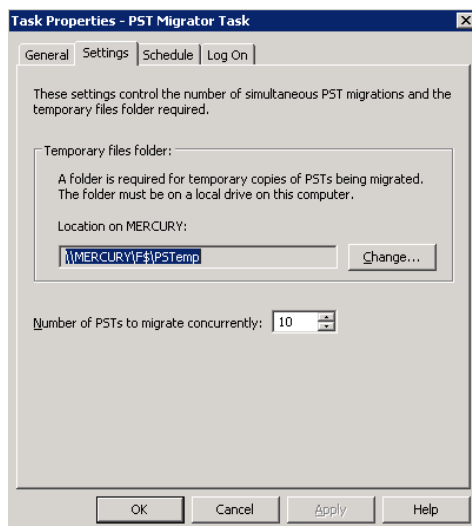 Task Properties - PST Migrator Task
General Settings Schedule Log On
These settings control the number of simultaneous PST migrations and the
temporary files folder required.
Temporary files folder:
A folder is required for temporary copies of PSTs being migrated.
The folder must be on a local drive on this computer.
Location on MERCURY:
\\MERCURY\F$\PSTemp
Change...
Number of PSTs to migrate concurrently: 10
OK Cancel Apply Help